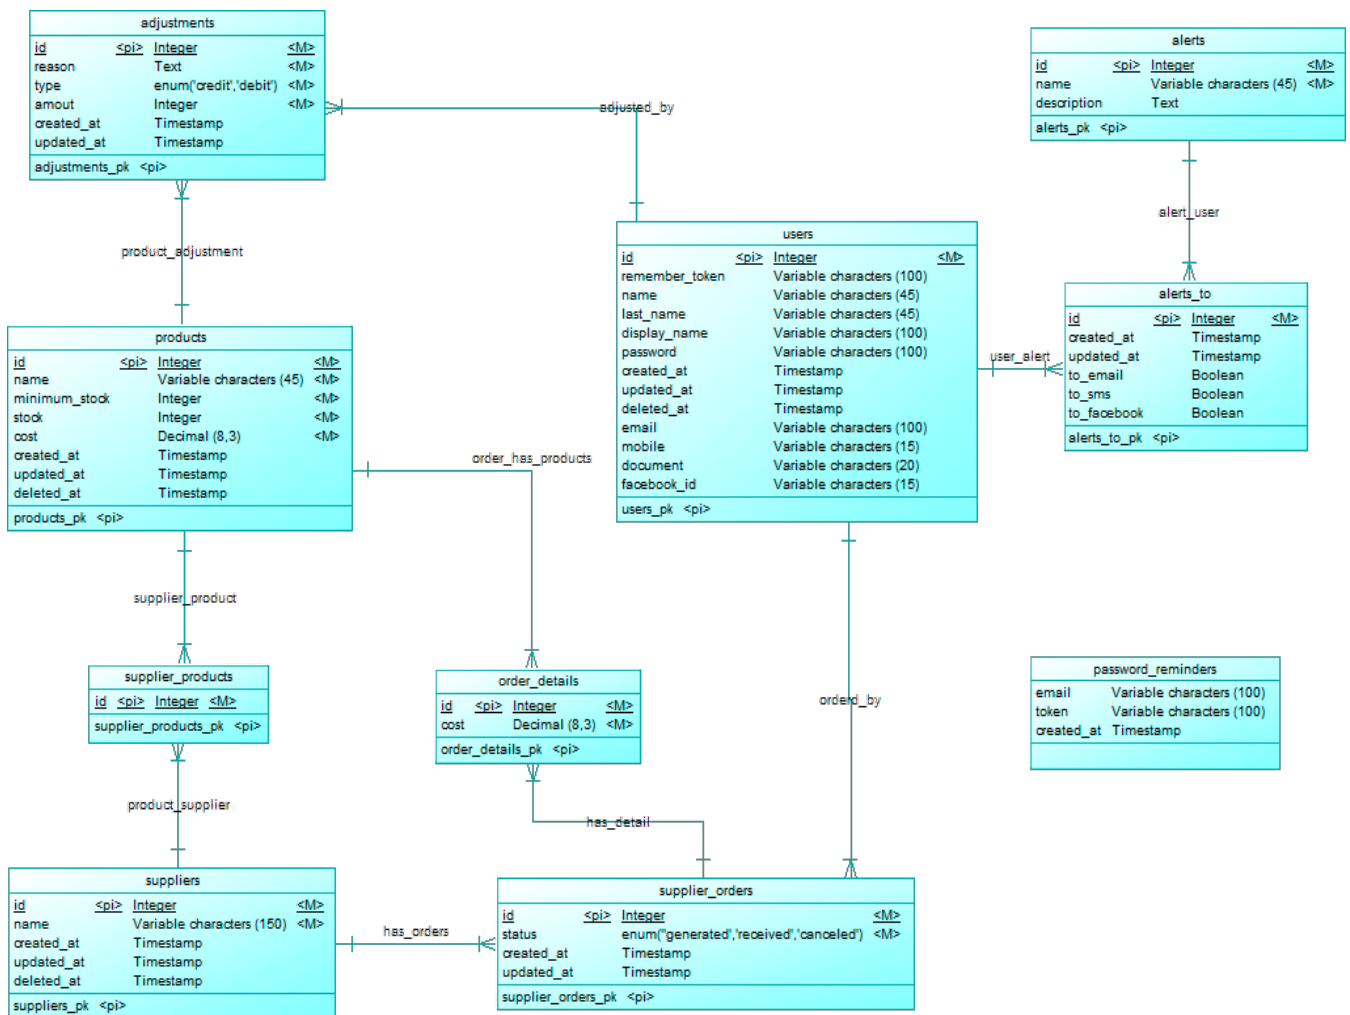 adjustments
id <pi> Integer <M>
reason Text <M>
type enum('credit','debit') <M>
amout Integer <M>
created_at Timestamp
updated_at Timestamp
adjustments_pk <pi>
adjusted_by
alerts
id <pi> Integer <M>
name Variable characters (45) <M>
description Text
alerts_pk <pi>
alert_user
product_adjustment
users
id <pi> Integer <M>
remember_token Variable characters (100)
name Variable characters (45)
last_name Variable characters (45)
display_name Variable characters (100)
password Variable characters (100)
created_at Timestamp
updated_at Timestamp
deleted_at Timestamp
email Variable characters (100)
mobile Variable characters (15)
document Variable characters (20)
facebook_id Variable characters (15)
users_pk <pi>
user_alert
alerts_to
id <pi> Integer <M>
created_at Timestamp
updated_at Timestamp
to_email Boolean
to_sms Boolean
to_facebook Boolean
alerts_to_pk <pi>
products
id <pi> Integer <M>
name Variable characters (45) <M>
minimum_stock Integer <M>
stock Integer <M>
cost Decimal (8,3) <M>
created_at Timestamp
updated_at Timestamp
deleted_at Timestamp
products_pk <pi>
order_has_products
supplier_product
supplier_products
id <pi> Integer <M>
supplier_products_pk <pi>
order_details
id <pi> Integer <M>
cost Decimal (8,3) <M>
order_details_pk <pi>
orderd_by
password_reminders
email Variable characters (100)
token Variable characters (100)
created_at Timestamp
product_supplier
has_detail
suppliers
id <pi> Integer <M>
name Variable characters (150) <M>
created_at Timestamp
updated_at Timestamp
deleted_at Timestamp
suppliers_pk <pi>
has_orders
supplier_orders
id <pi> Integer <M>
status enum("generated','received','canceled') <M>
created_at Timestamp
updated_at Timestamp
supplier_orders_pk <pi>